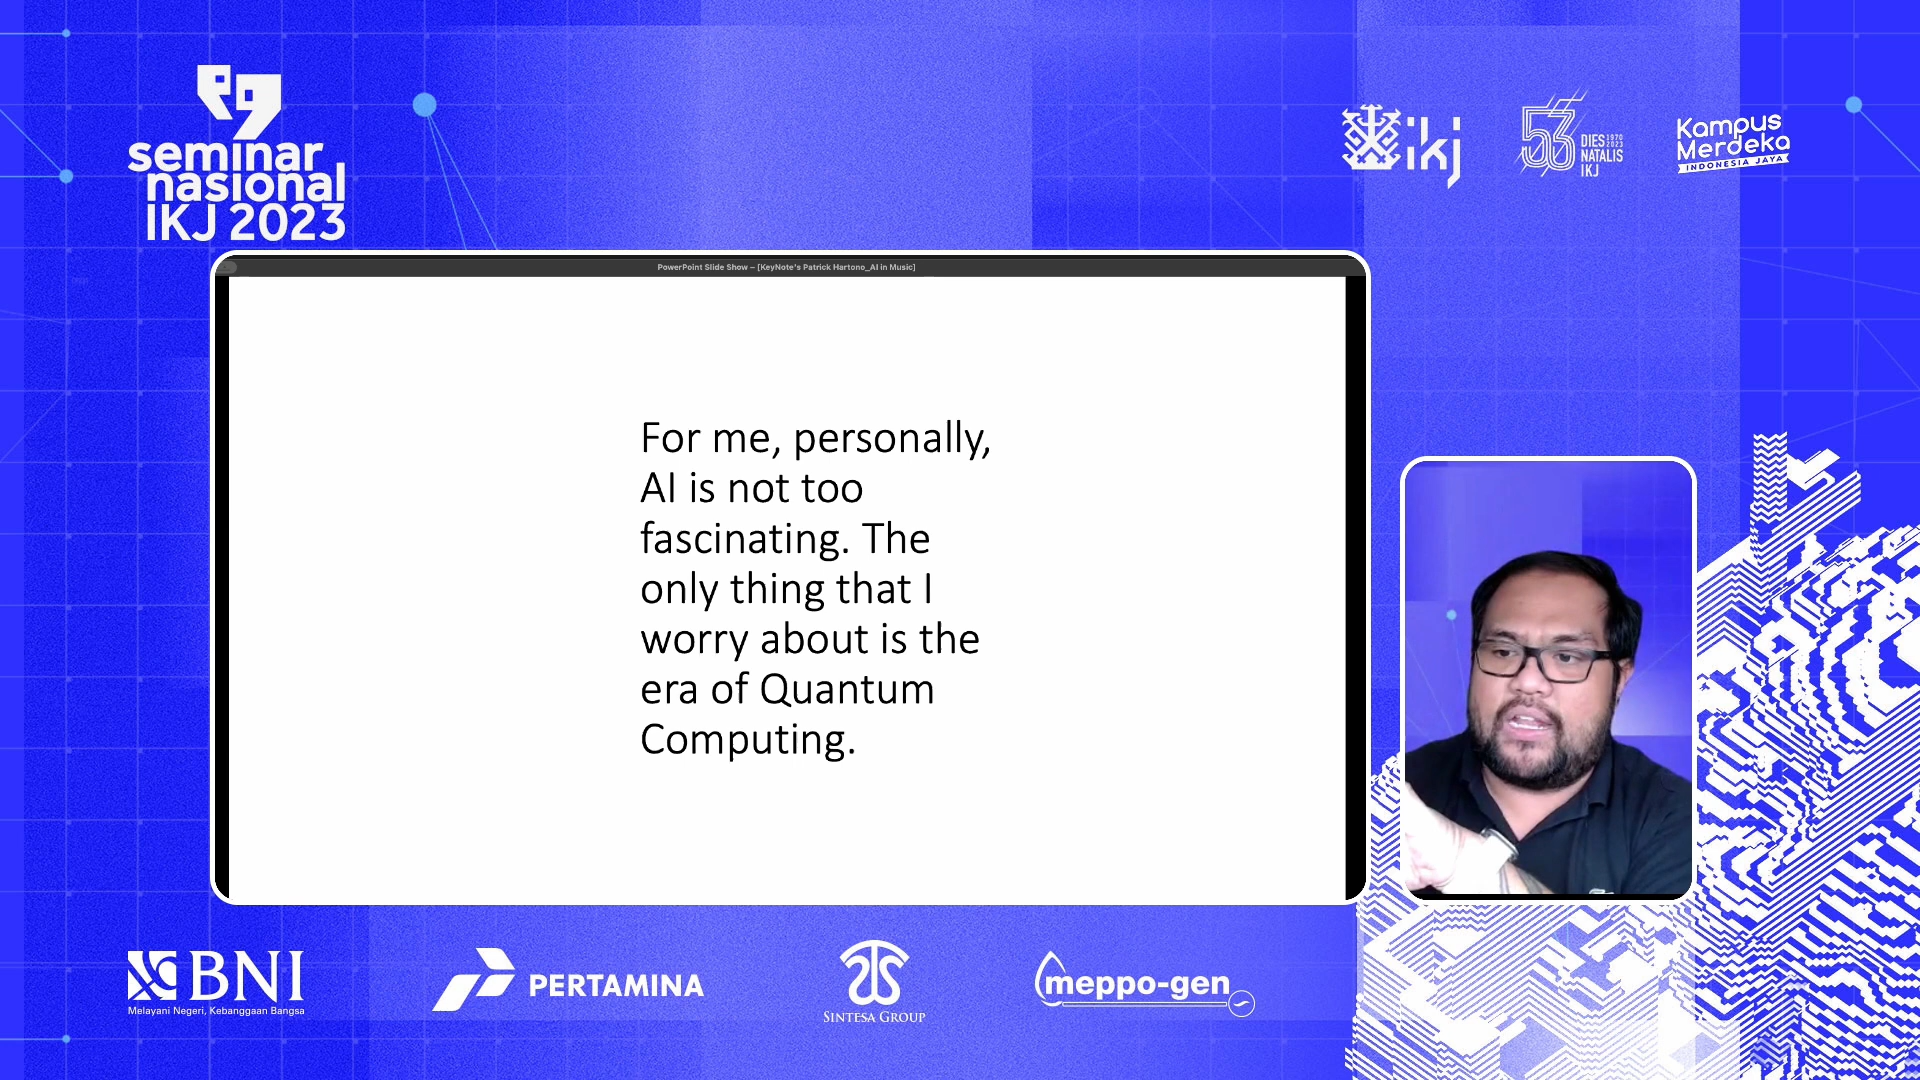 seminar
nasional
IKJ 2023
ikj
53
DIES 1970
NATALIS 2023
IKJ
Kampus
Merdeka
INDONESIA JAYA
PowerPoint Slide Show – [KeyNote's Patrick Hartono_AI in Music]
For me, personally,
AI is not too
fascinating. The
only thing that I
worry about is the
era of Quantum
Computing.
BNI
Melayani Negeri, Kebanggaan Bangsa
PERTAMINA
SINTESA GROUP
meppo-gen